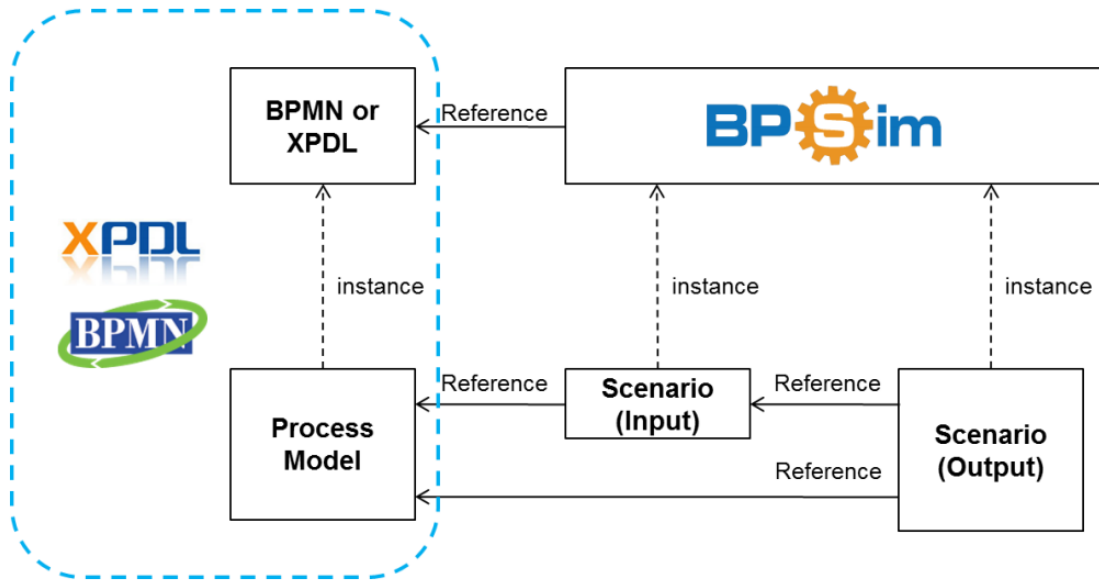 BPMN or
XPDL
Reference
BPSim
XPDL
BPMN
instance
instance
instance
Process
Model
Reference
Scenario
(Input)
Reference
Scenario
(Output)
Reference